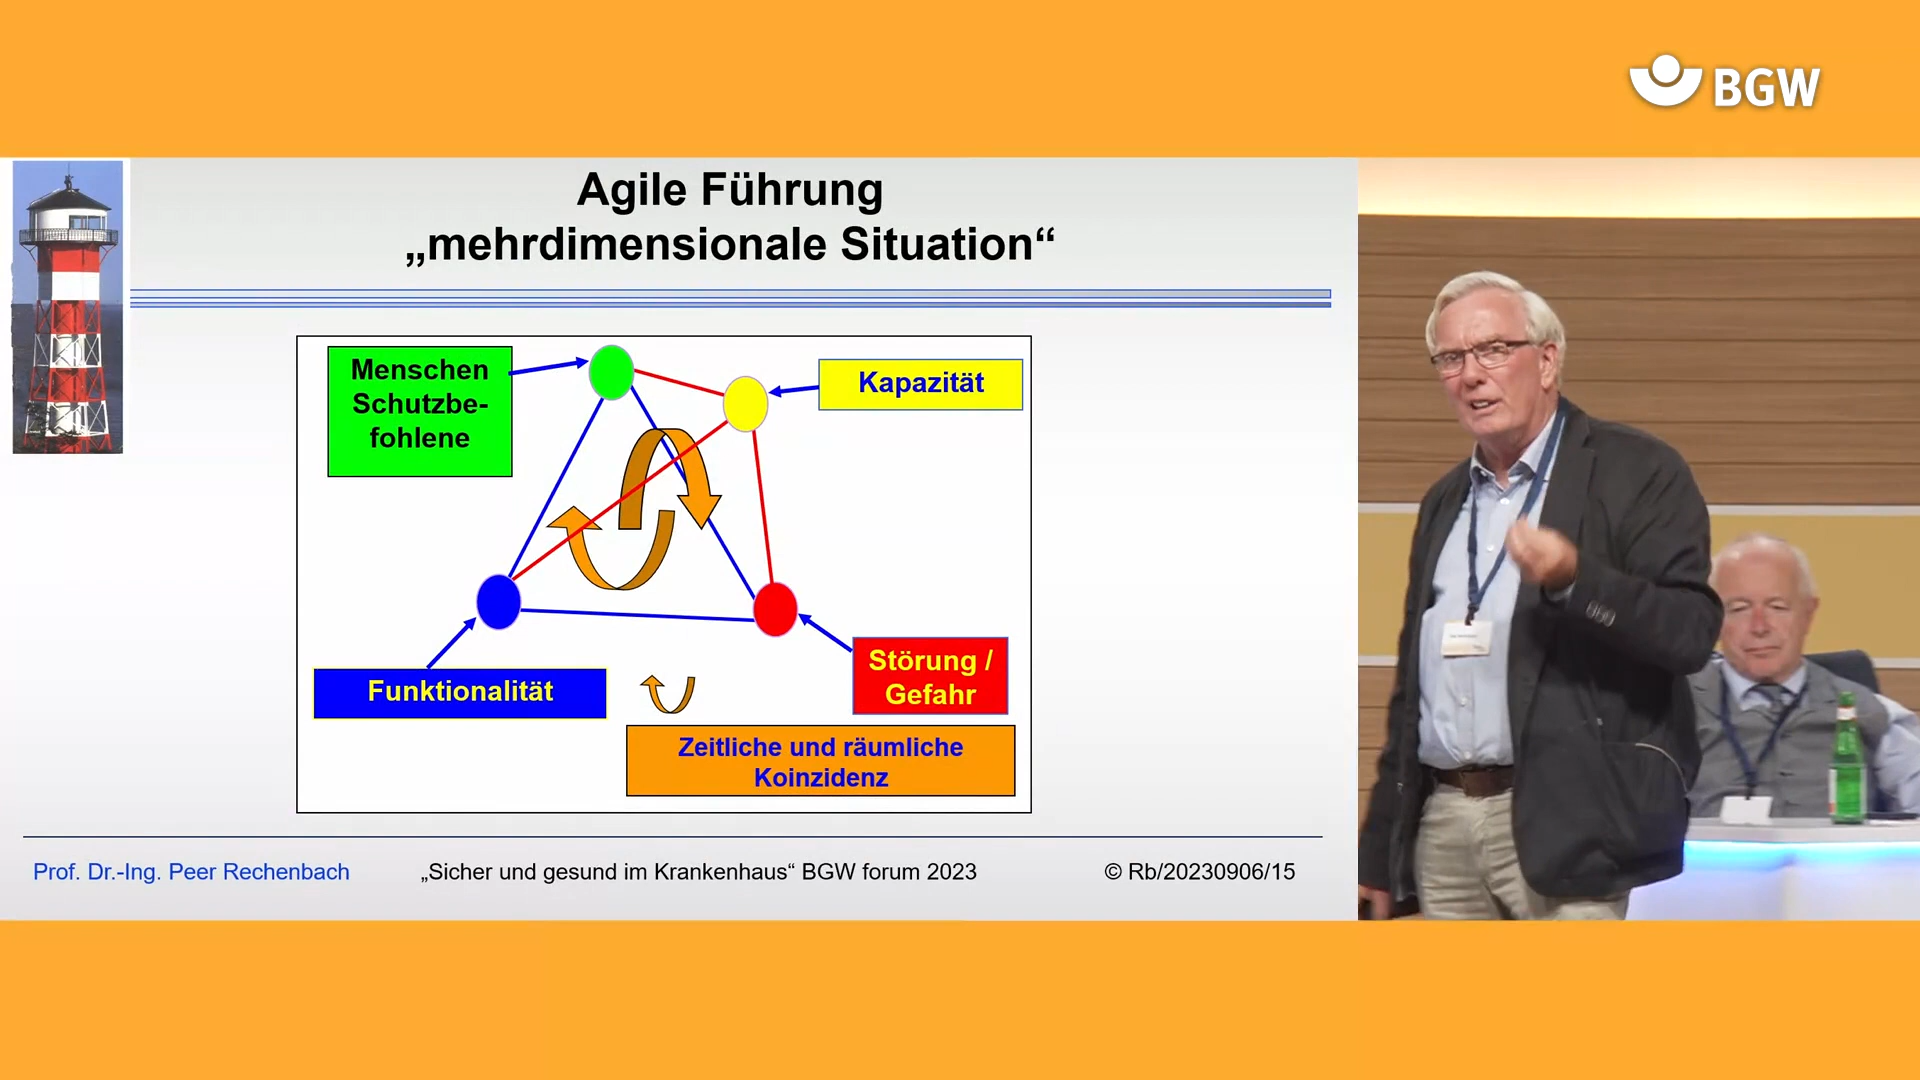 BGW
Agile Führung
„mehrdimensionale Situation“
Menschen
Schutzbe-
fohlene
Kapazität
Funktionalität
Störung /
Gefahr
Zeitliche und räumliche
Koinzidenz
Prof. Dr.-Ing. Peer Rechenbach
„Sicher und gesund im Krankenhaus“ BGW forum 2023
© Rb/20230906/15